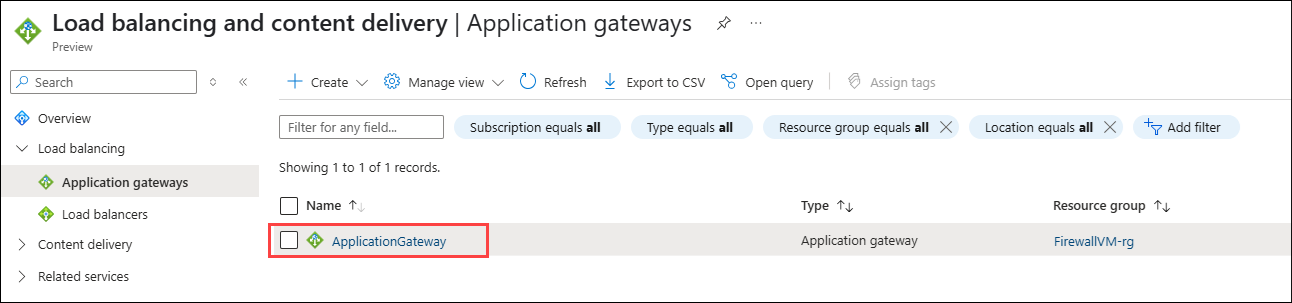 Load balancing and content delivery | Application gateways ...
Preview
Search
Create Manage view Refresh Export to CSV Open query Assign tags
Overview
Load balancing
Application gateways
Load balancers
Content delivery
Related services
Filter for any field... Subscription equals all Type equals all Resource group equals all Location equals all Add filter
Showing 1 to 1 of 1 records.
Name Type Resource group
ApplicationGateway Application gateway FirewallVM-rg